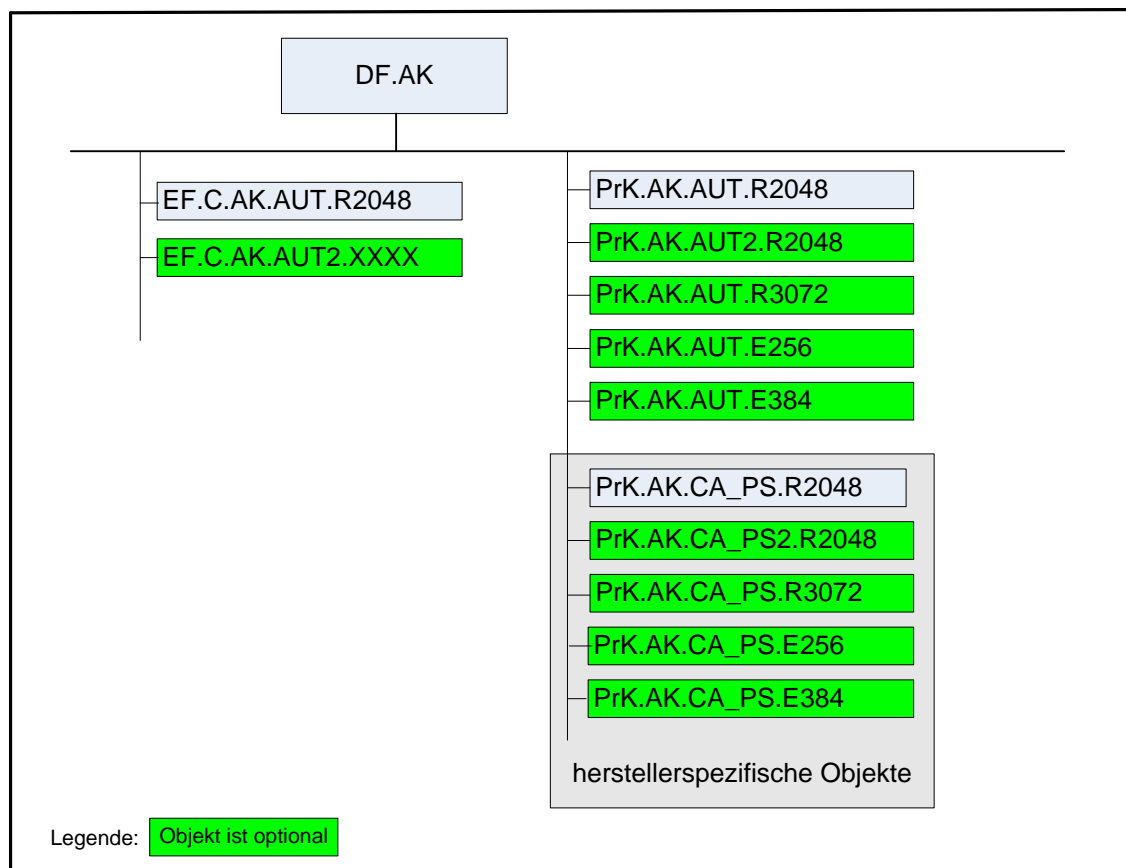 DF.AK
EF.C.AK.AUT.R2048
EF.C.AK.AUT2.XXXX
PrK.AK.AUT.R2048
PrK.AK.AUT2.R2048
PrK.AK.AUT.R3072
PrK.AK.AUT.E256
PrK.AK.AUT.E384
PrK.AK.CA_PS.R2048
PrK.AK.CA_PS2.R2048
PrK.AK.CA_PS.R3072
PrK.AK.CA_PS.E256
PrK.AK.CA_PS.E384
herstellerspezifische Objekte
Legende: Objekt ist optional